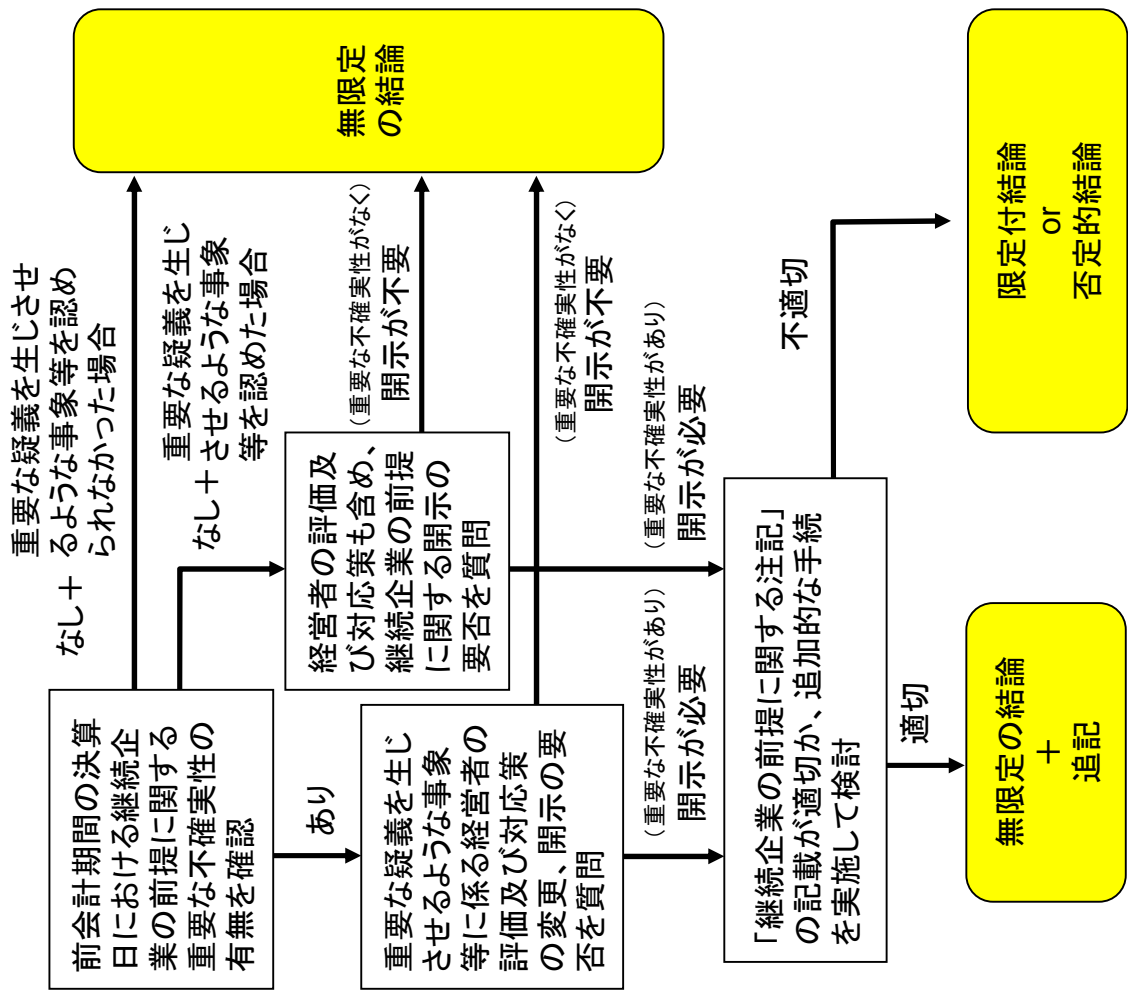 前会計期間の決算
日における継続企
業の前提に関する
重要な不確実性の
有無を確認
なし＋
重要な疑義を生じさせ
るような事象等を認め
られなかった場合
なし＋
重要な疑義を生じ
させるような事象
等を認めた場合
あり
経営者の評価及
び対応策も含め、
継続企業の前提
に関する開示の
要否を質問
（重要な不確実性がなく）
開示が不要
無限定
の結論
重要な疑義を生じ
させるような事象
等に係る経営者の
評価及び対応策
の変更、開示の要
否を質問
（重要な不確実性がなく）
開示が不要
（重要な不確実性があり）
開示が必要
（重要な不確実性があり）
開示が必要
「継続企業の前提に関する注記」
の記載が適切か、追加的な手続
を実施して検討
適切
不適切
無限定の結論
＋
追記
限定付結論
or
否定的結論